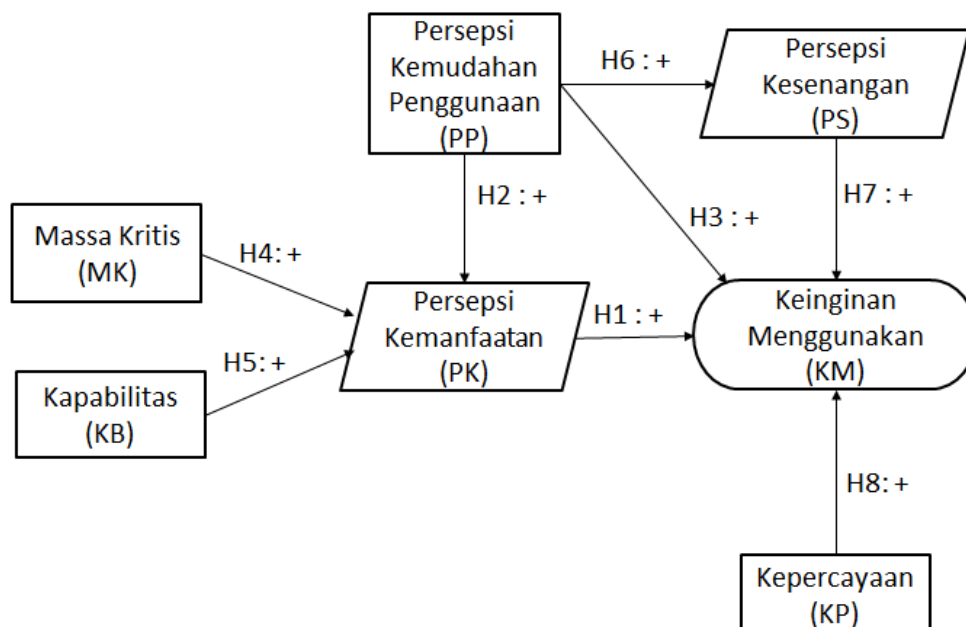 Persepsi
Kemudahan
Penggunaan
(PP)
H6 : +
Persepsi
Kesenangan
(PS)
H2 : +
H3 : +
H7 : +
Massa Kritis
(MK)
H4: +
Persepsi
Kemanfaatan
(PK)
H1 : +
Keinginan
Menggunakan
(KM)
H5: +
Kapabilitas
(KB)
H8: +
Kepercayaan
(KP)